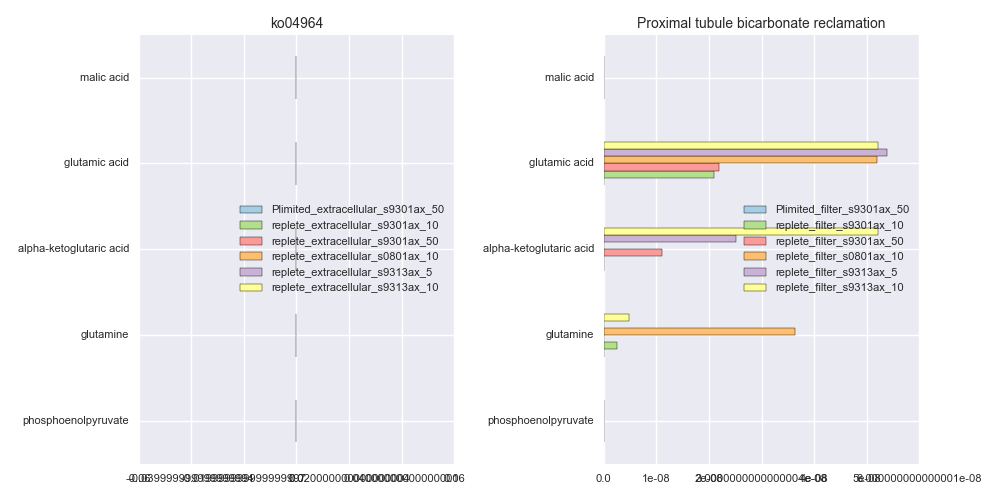 ko04964
malic acid
glutamic acid
alpha-ketoglutaric acid
glutamine
phosphoenolpyruvate
Plimited_extracellular_s9301ax_50
replete_extracellular_s9301ax_10
replete_extracellular_s9301ax_50
replete_extracellular_s0801ax_10
replete_extracellular_s9313ax_5
replete_extracellular_s9313ax_10
Proximal tubule bicarbonate reclamation
malic acid
glutamic acid
alpha-ketoglutaric acid
glutamine
phosphoenolpyruvate
Plimited_filter_s9301ax_50
replete_filter_s9301ax_10
replete_filter_s9301ax_50
replete_filter_s0801ax_10
replete_filter_s9313ax_5
replete_filter_s9313ax_10
0.0
1e-08